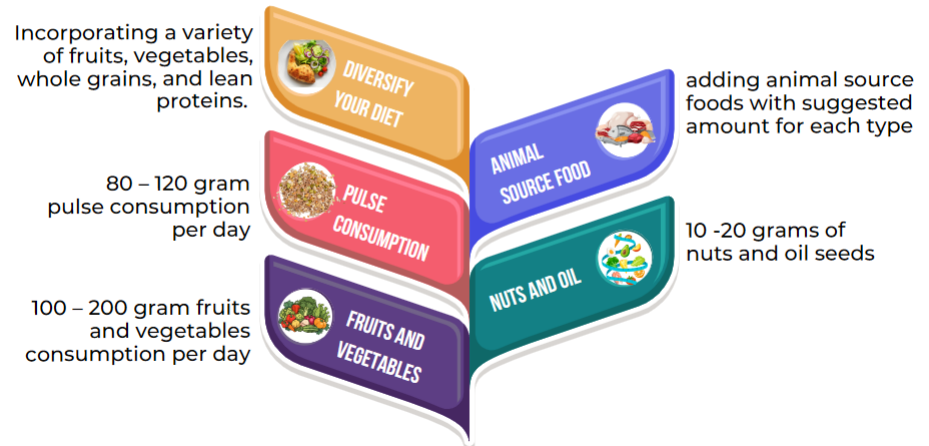 Incorporating a variety
of fruits, vegetables,
whole grains, and lean
proteins.
DIVERSIFY
YOUR DIET
adding animal source
foods with suggested
amount for each type
ANIMAL
SOURCE FOOD
80 – 120 gram
pulse consumption
per day
PULSE
CONSUMPTION
10 -20 grams of
nuts and oil seeds
NUTS AND OIL
100 – 200 gram fruits
and vegetables
consumption per day
FRUITS AND
VEGETABLES